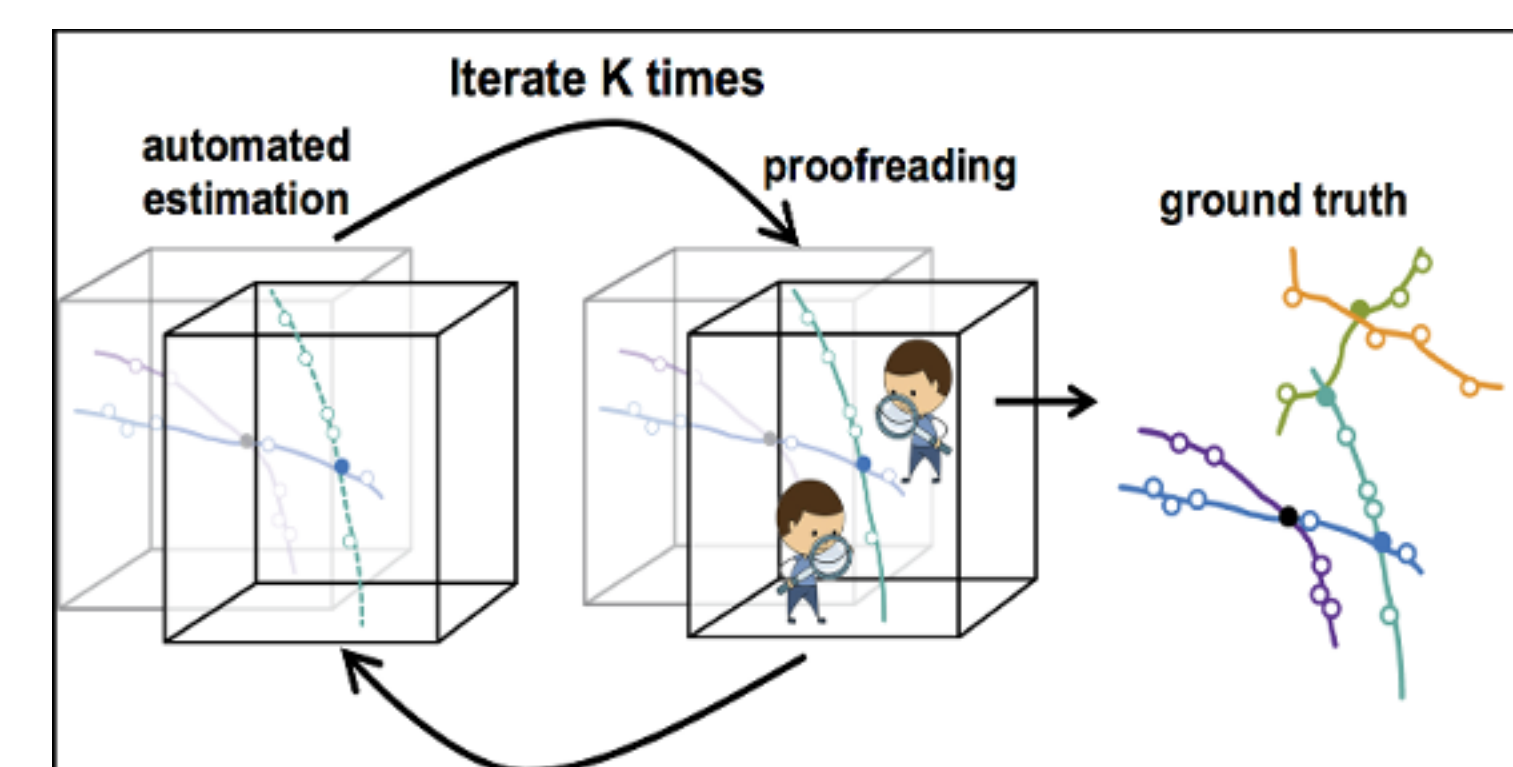 Iterate K times
automated
estimation
proofreading
ground truth